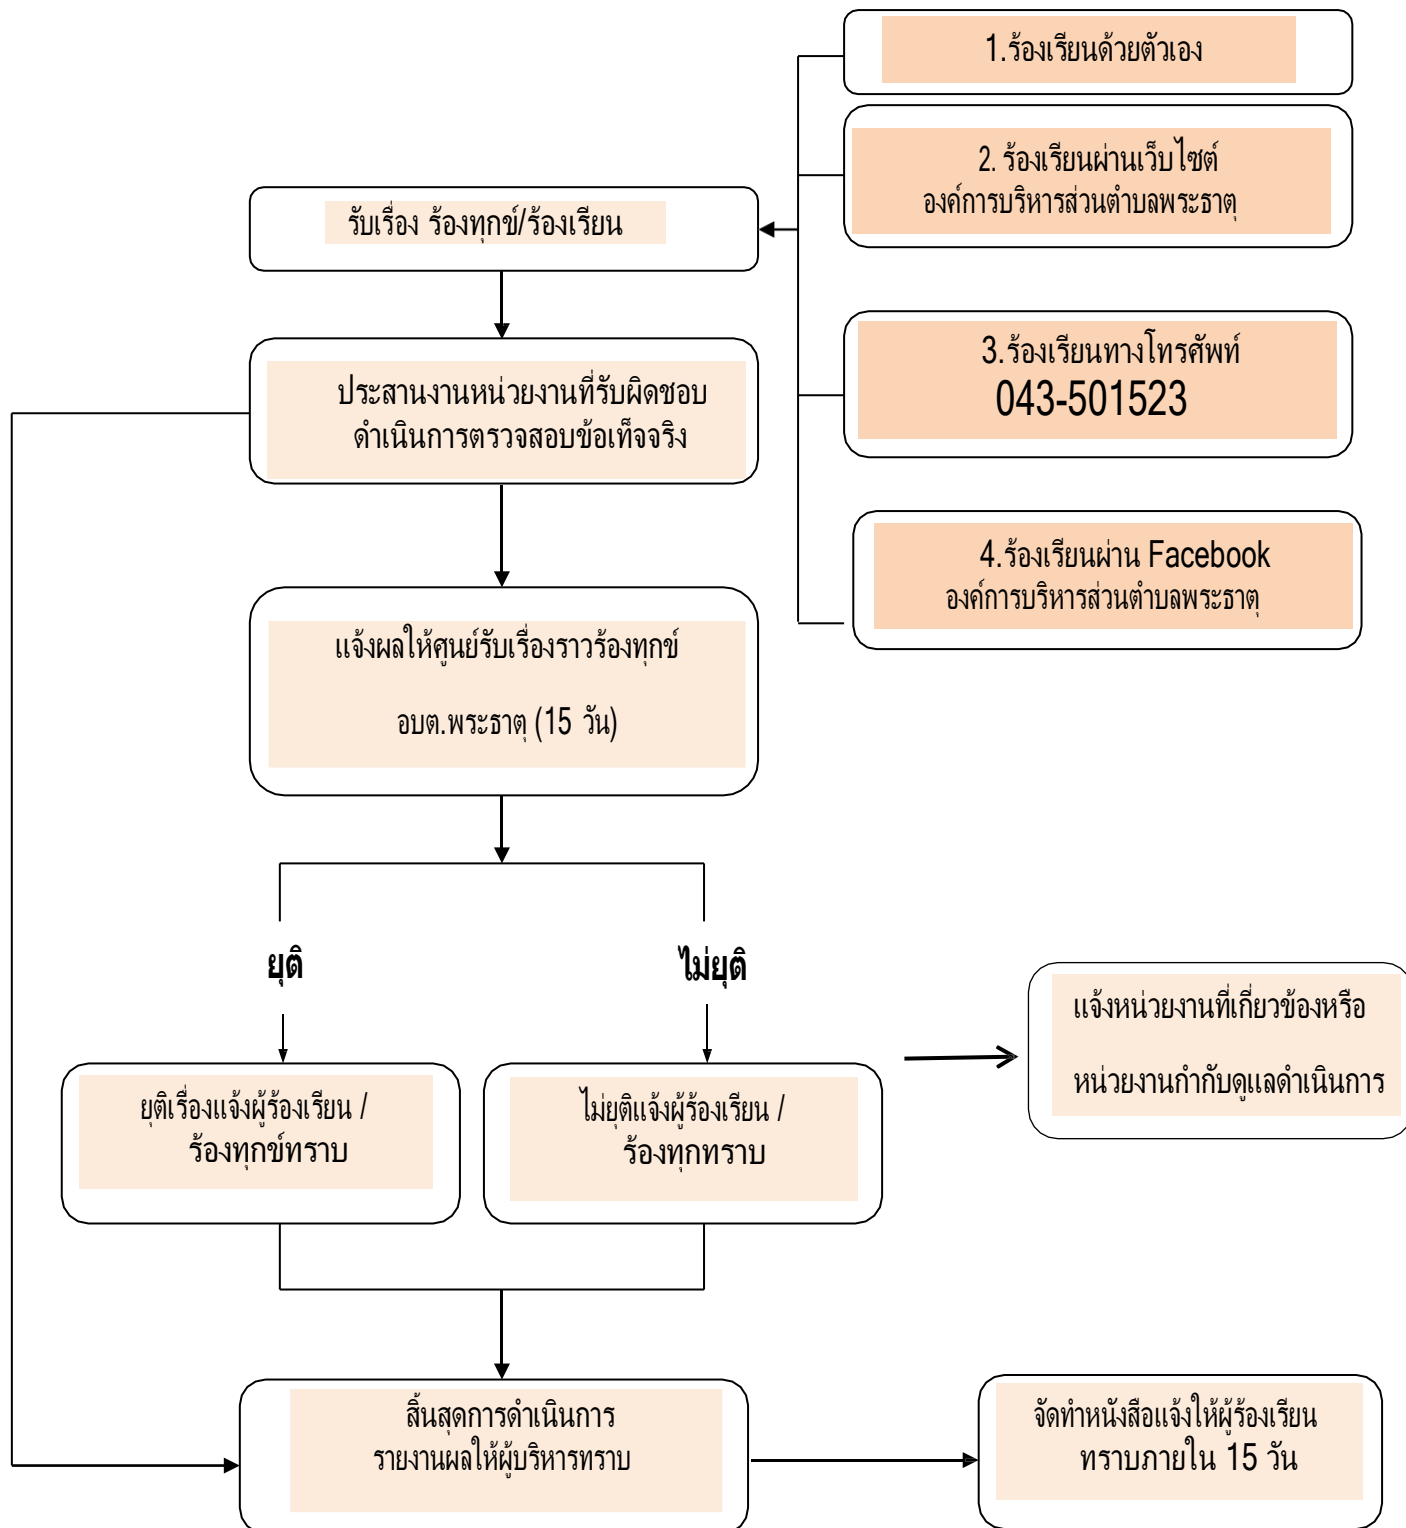 1.ร้องเรียนด้วยตัวเอง
2. ร้องเรียนผ่านเว็บไซต์
องค์การบริหารส่วนตำบลพระธาตุ
รับเรื่อง ร้องทุกข์/ร้องเรียน
3.ร้องเรียนทางโทรศัพท์
043-501523
ประสานงานหน่วยงานที่รับผิดชอบ
ดำเนินการตรวจสอบข้อเท็จจริง
4.ร้องเรียนผ่าน Facebook
องค์การบริหารส่วนตำบลพระธาตุ
แจ้งผลให้ศูนย์รับเรื่องราวร้องทุกข์
อบต.พระธาตุ (15 วัน)
ยุติ
ไม่ยุติ
แจ้งหน่วยงานที่เกี่ยวข้องหรือ
หน่วยงานกำกับดูแลดำเนินการ
ยุติเรื่องแจ้งผู้ร้องเรียน /
ร้องทุกข์ทราบ
ไม่ยุติแจ้งผู้ร้องเรียน /
ร้องทุกทราบ
สิ้นสุดการดำเนินการ
รายงานผลให้ผู้บริหารทราบ
จัดทำหนังสือแจ้งให้ผู้ร้องเรียน
ทราบภายใน 15 วัน